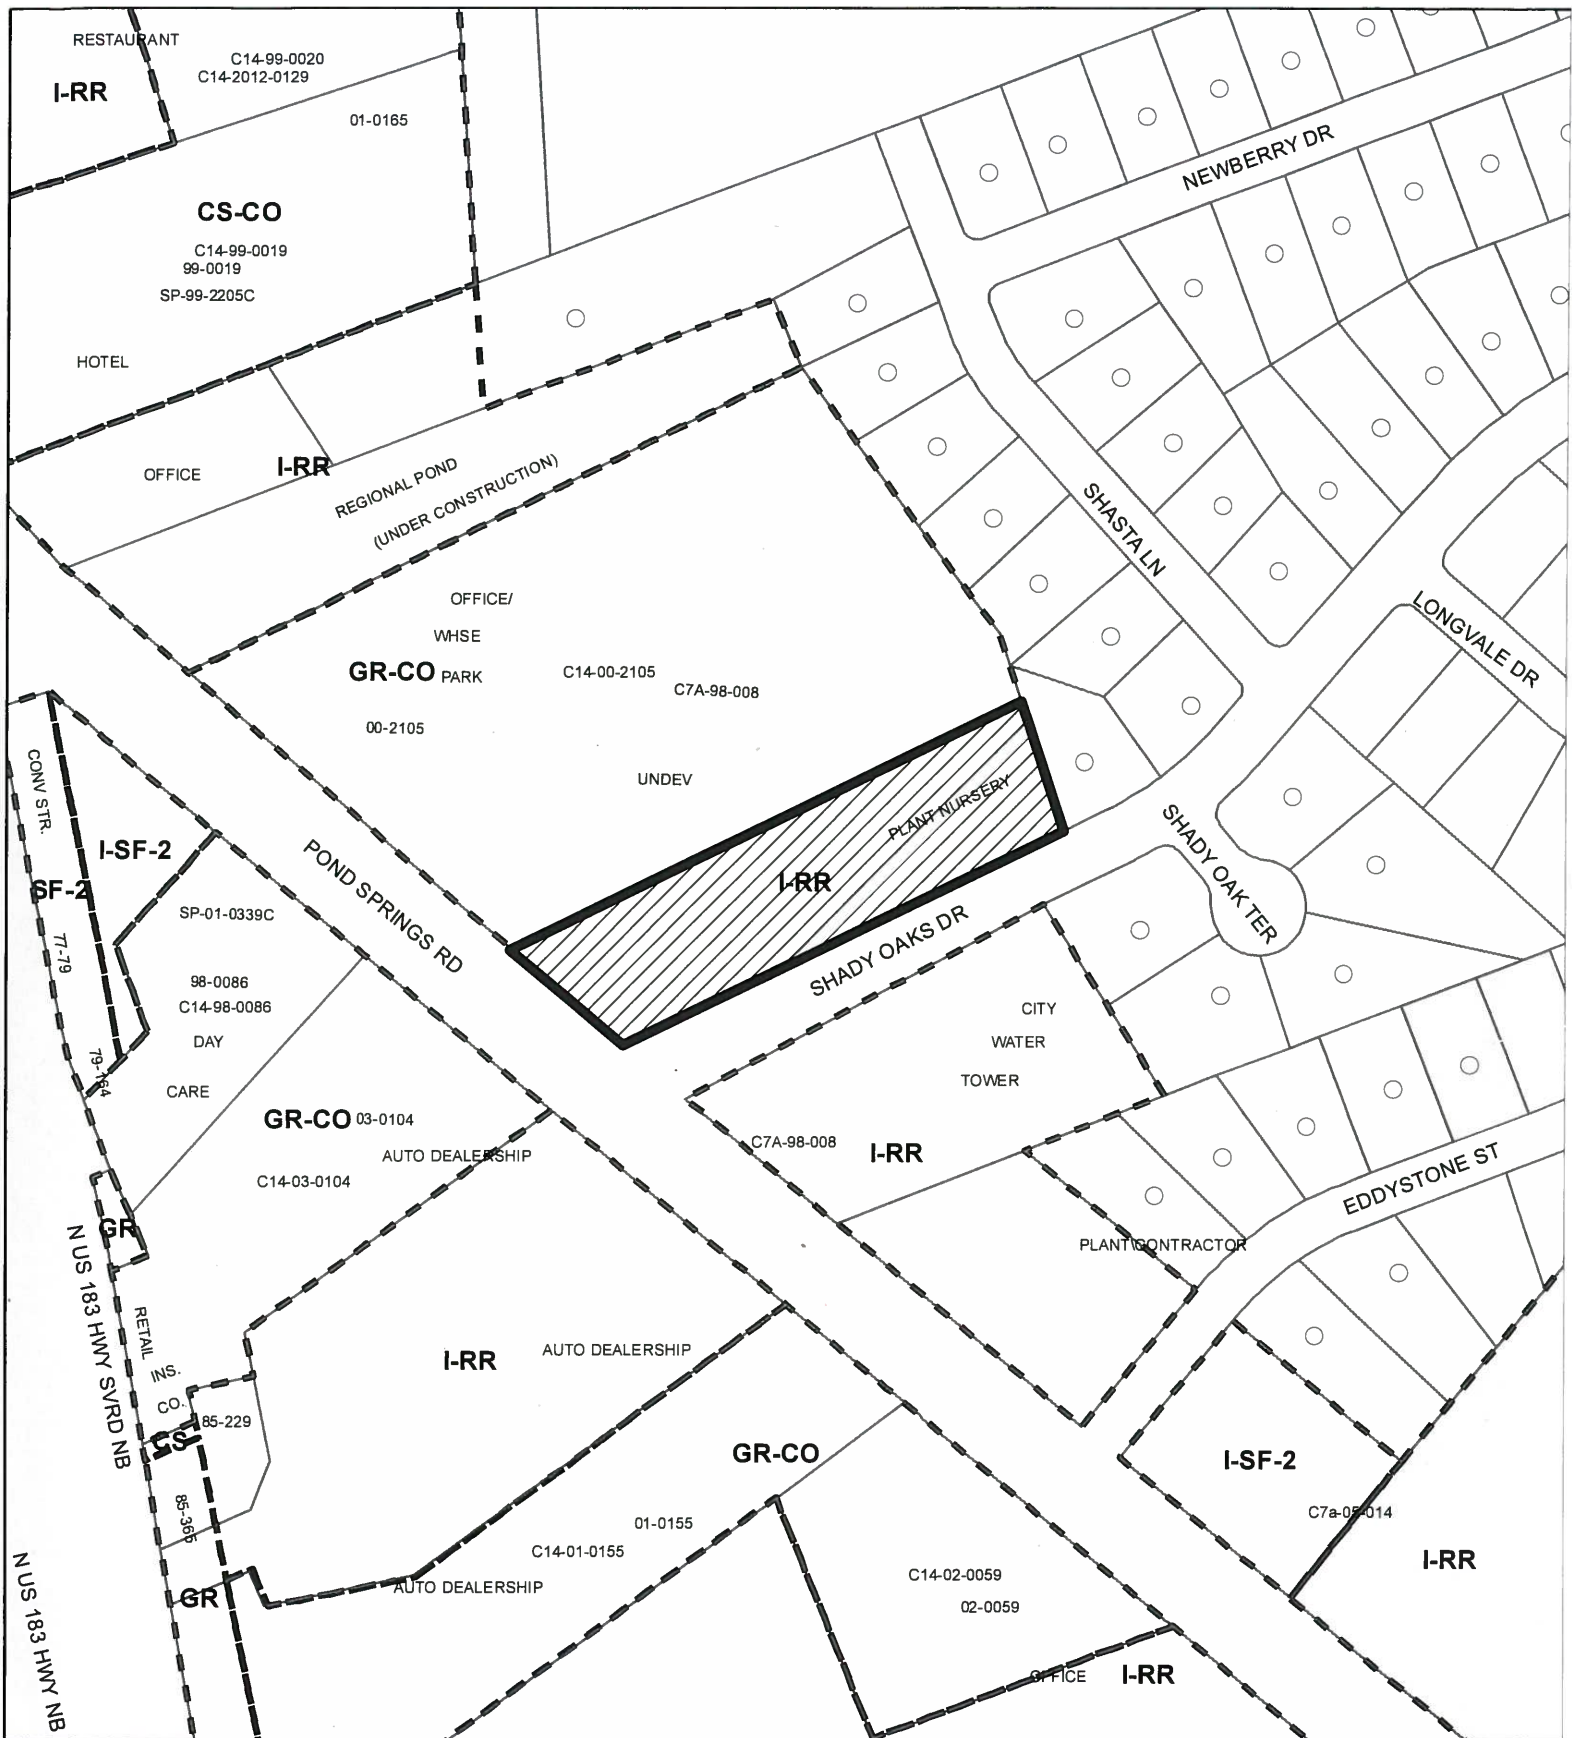 RESTAURANT
C14-99-0020
C14-2012-0129
I-RR
01-0165
NEWBERRY DR
CS-CO
C14-99-0019
99-0019
SP-99-2205C
HOTEL
OFFICE
I-RR
REGIONAL POND
(UNDER CONSTRUCTION)
SHASTA LN
LONGVALE DR
OFFICE/
WHSE
GR-CO PARK
C14-00-2105
C7A-98-008
00-2105
UNDEV
PLANT NURSERY
I-RR
CONV STR.
I-SF-2
SF-2
77-79
79-164
POND SPRINGS RD
SHADY OAKS DR
SHADY OAK TER
SP-01-0339C
98-0086
C14-98-0086
DAY
CARE
CITY
WATER
TOWER
GR-CO 03-0104
AUTO DEALERSHIP
C14-03-0104
C7A-98-008
I-RR
EDDYSTONE ST
PLANT\CONTRACTOR
GR
N US 183 HWY SVRD NB
RETAIL
INS.
CO.
85-229
CS
I-RR
AUTO DEALERSHIP
GR-CO
I-SF-2
C7a-05-014
85-365
01-0155
C14-01-0155
AUTO DEALERSHIP
I-RR
C14-02-0059
02-0059
GR
N US 183 HWY NB
OFFICE
I-RR